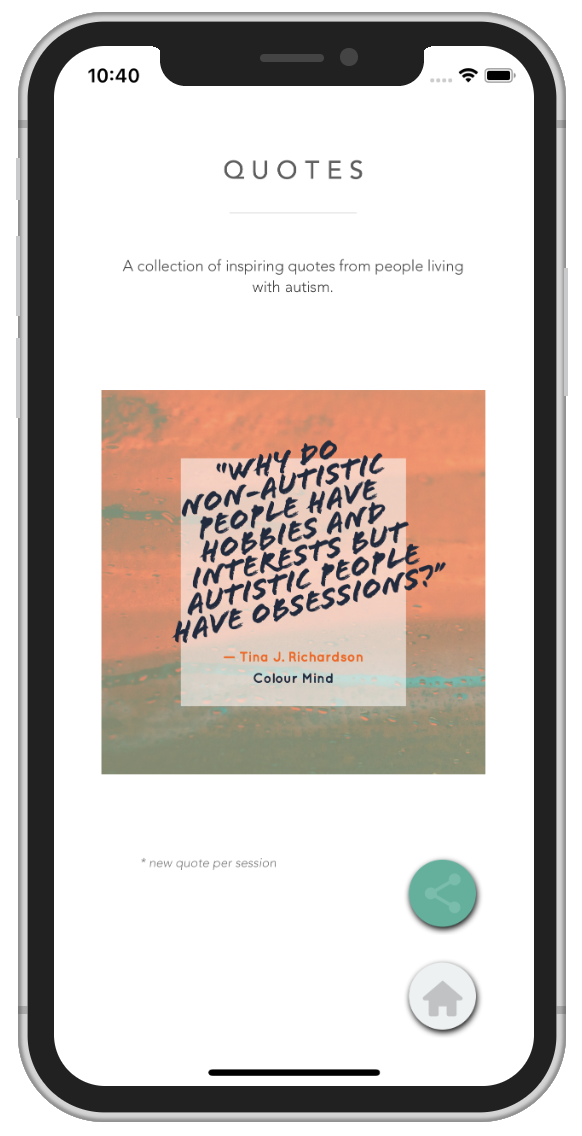 10:40
QUOTES
A collection of inspiring quotes from people living
with autism.
"WHY DO
NON-AUTISTIC
PEOPLE HAVE
HOBBIES AND
INTERESTS BUT
AUTISTIC PEOPLE
HAVE OBSESSIONS?"
— Tina J. Richardson
Colour Mind
* new quote per session